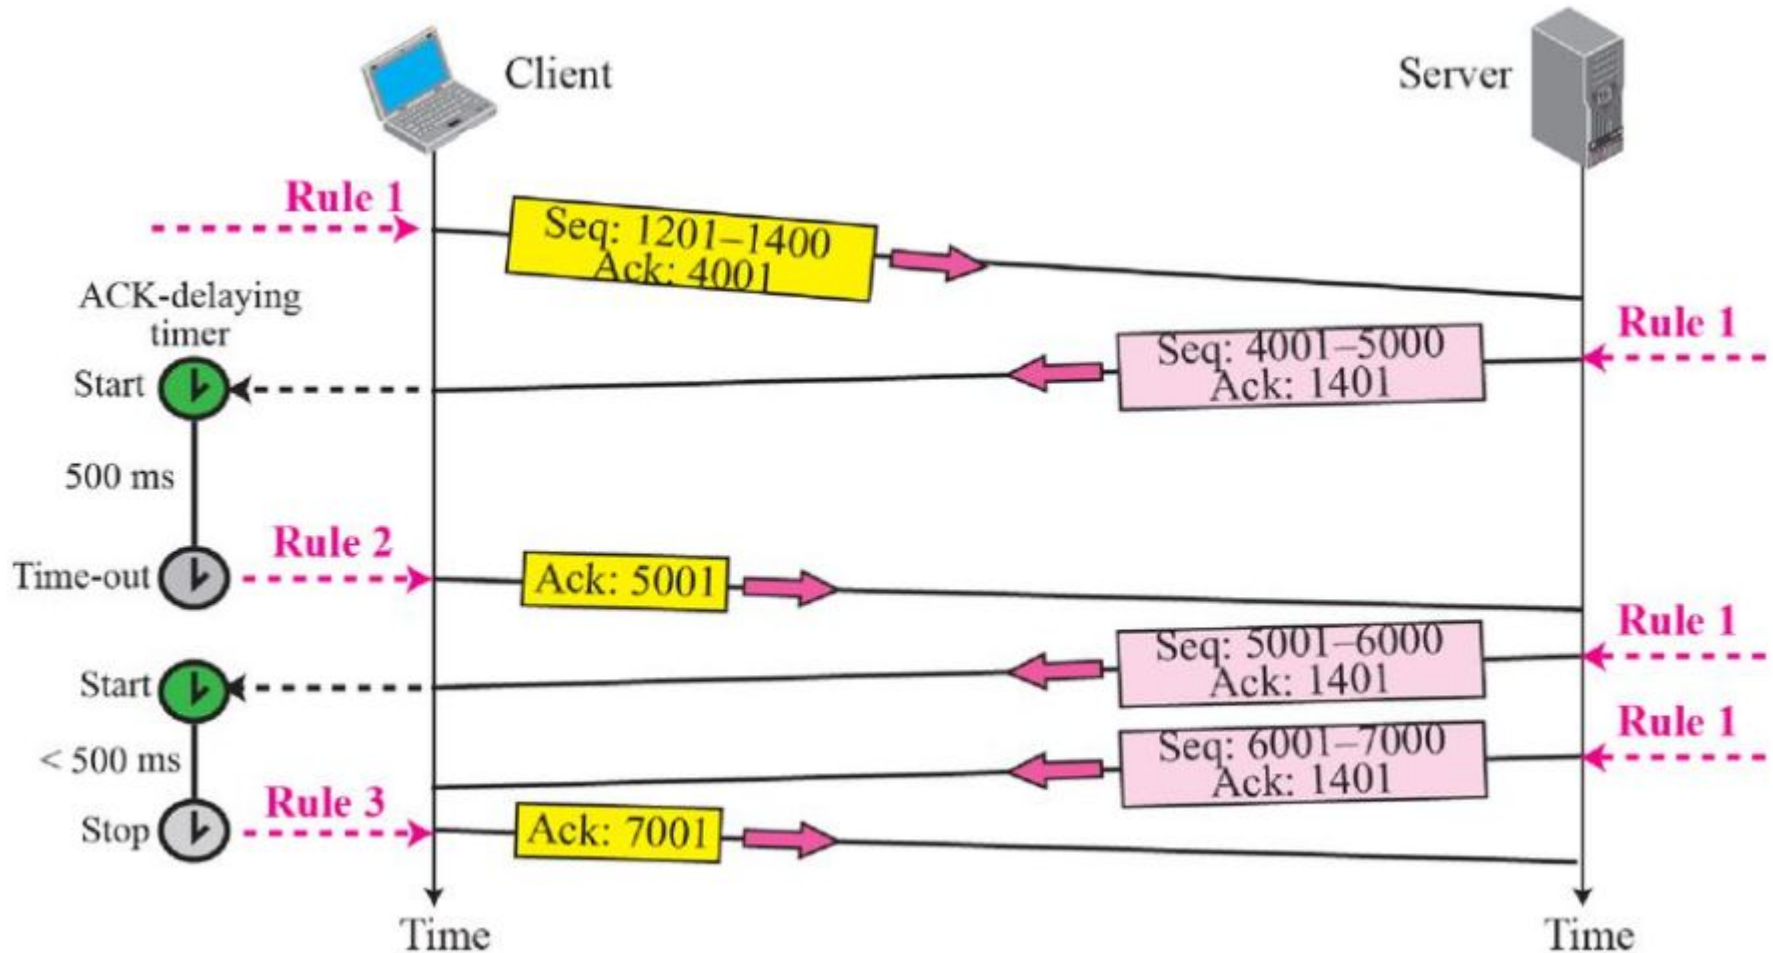 Client
Server
Rule 1
Seq: 1201–1400
Ack: 4001
ACK-delaying
timer
Rule 1
Seq: 4001–5000
Ack: 1401
Start
500 ms
Rule 2
Time-out
Ack: 5001
Rule 1
Seq: 5001–6000
Ack: 1401
Start
Rule 1
Seq: 6001–7000
Ack: 1401
< 500 ms
Rule 3
Stop
Ack: 7001
Time
Time